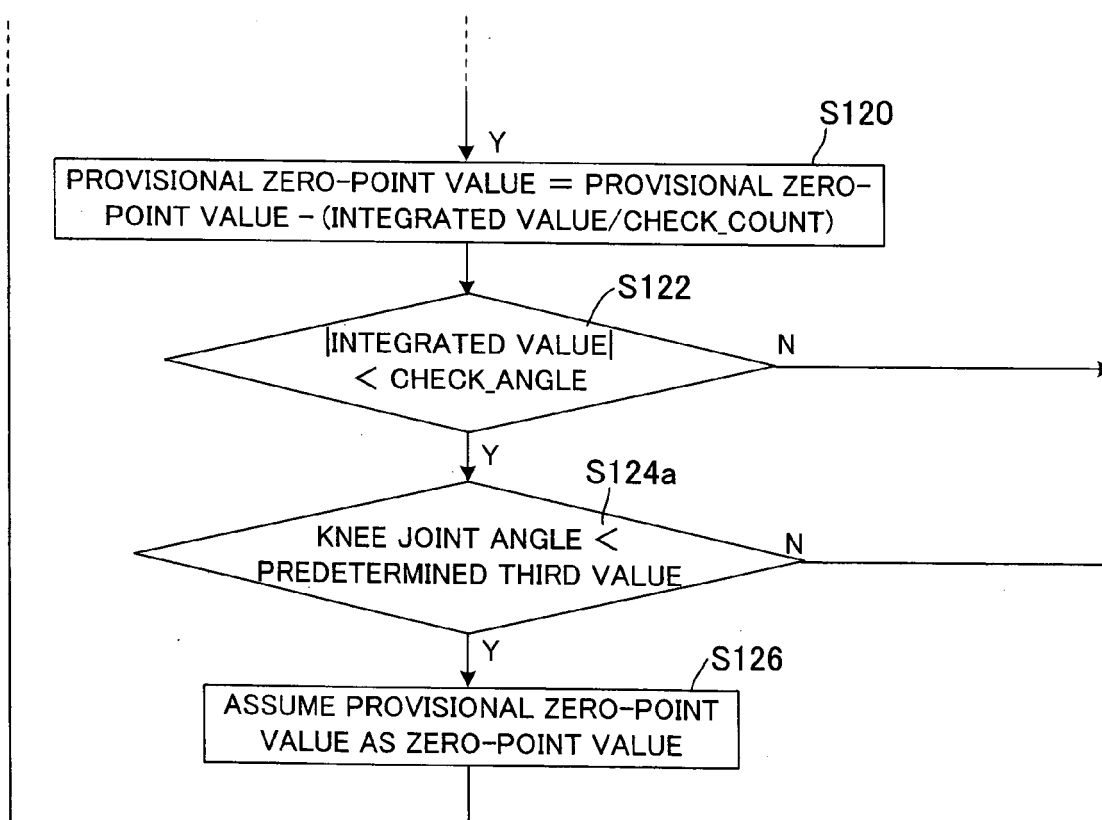 S120
Y
PROVISIONAL ZERO-POINT VALUE = PROVISIONAL ZERO-
POINT VALUE - (INTEGRATED VALUE/CHECK_COUNT)
S122
|INTEGRATED VALUE|
< CHECK_ANGLE
N
Y
S124a
KNEE JOINT ANGLE <
PREDETERMINED THIRD VALUE
N
Y
S126
ASSUME PROVISIONAL ZERO-POINT
VALUE AS ZERO-POINT VALUE